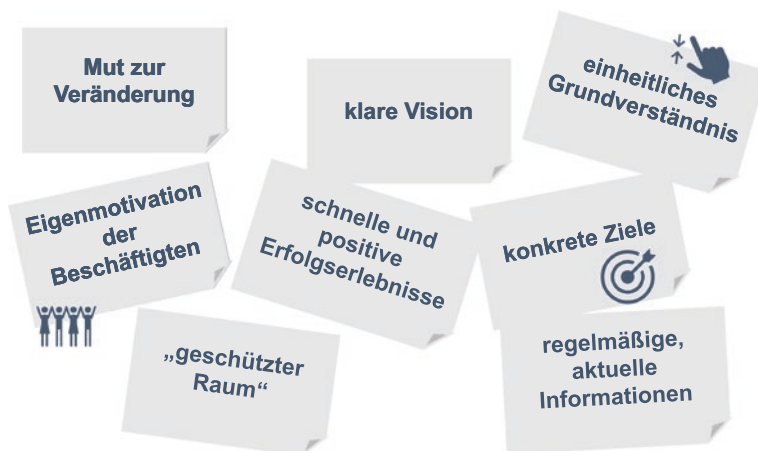 Mut zur
Veränderung
klare Vision
einheitliches
Grundverständnis
Eigenmotivation
der
Beschäftigten
schnelle und
positive
Erfolgserlebnisse
konkrete Ziele
„geschützter
Raum“
regelmäßige,
aktuelle
Informationen